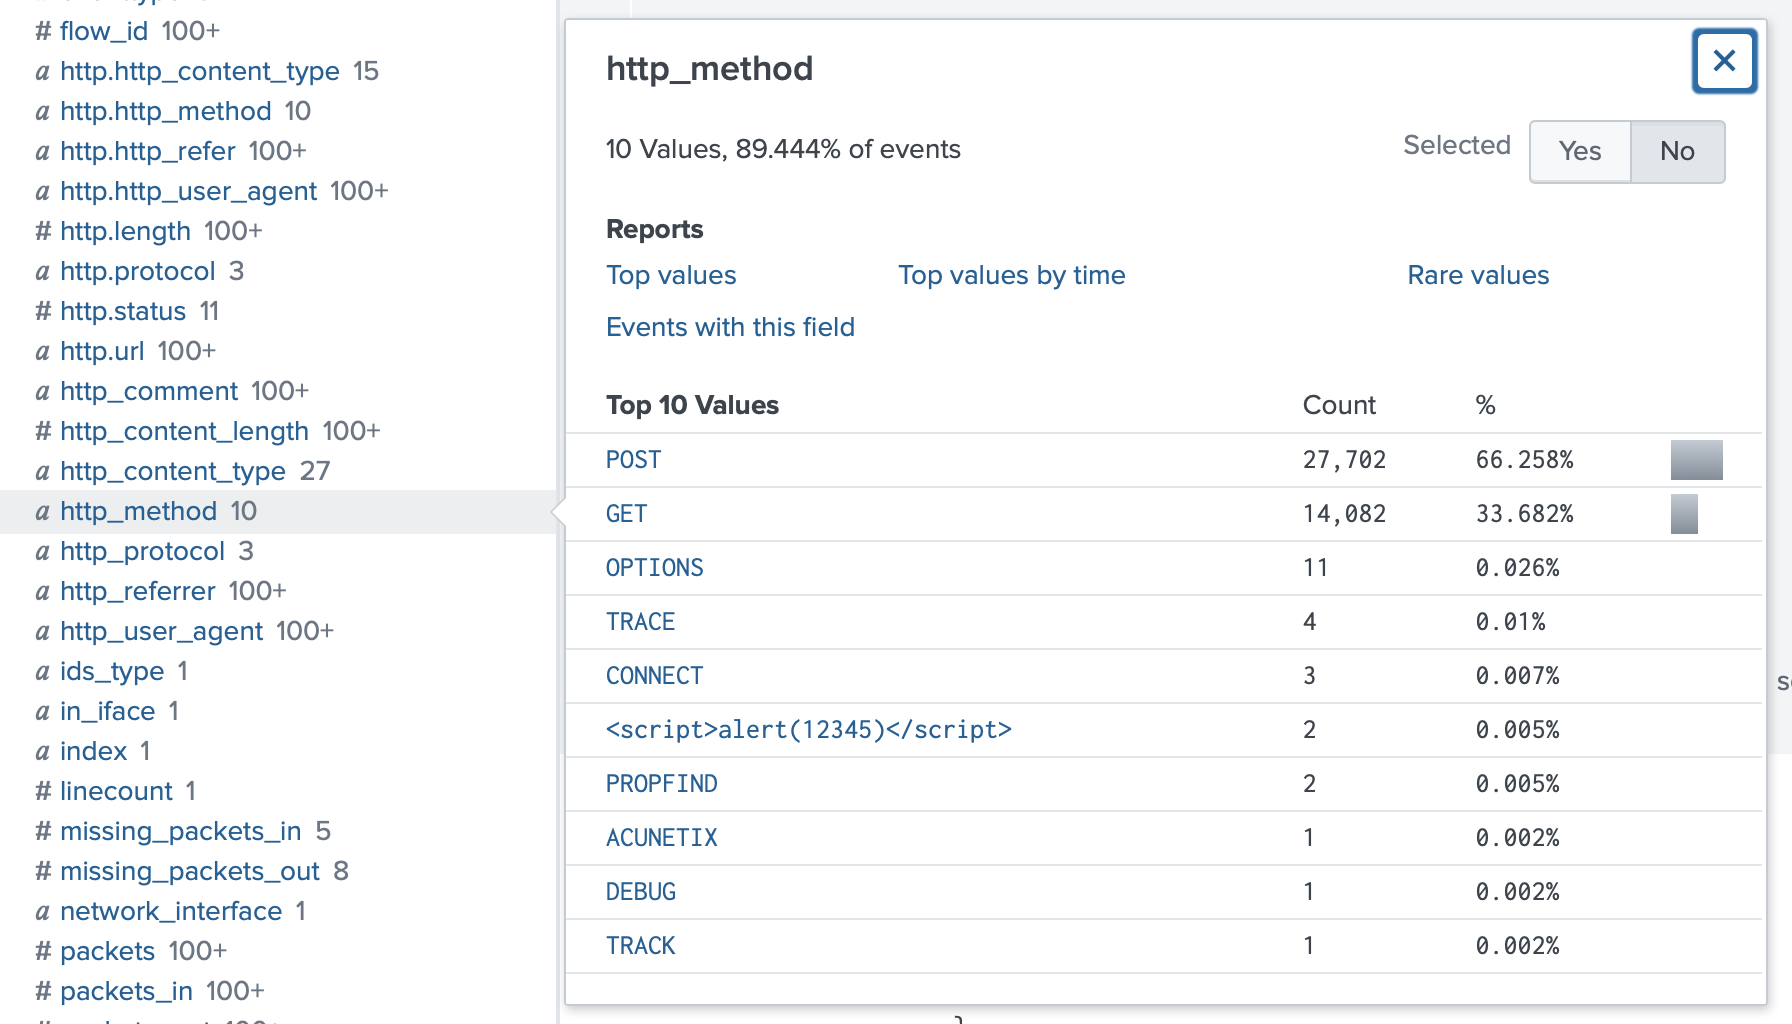 # flow_id 100+
a http.http_content_type 15
a http.http_method 10
a http.http_refer 100+
a http.http_user_agent 100+
# http.length 100+
a http.protocol 3
# http.status 11
a http.url 100+
a http_comment 100+
# http_content_length 100+
a http_content_type 27
a http_method 10
a http_protocol 3
a http_referrer 100+
a http_user_agent 100+
a ids_type 1
a in_iface 1
a index 1
# linecount 1
# missing_packets_in 5
# missing_packets_out 8
a network_interface 1
# packets 100+
# packets_in 100+
http_method
10 Values, 89.444% of events
Selected Yes No
Reports
Top values Top values by time Rare values
Events with this field
Top 10 Values Count %
POST 27,702 66.258%
GET 14,082 33.682%
OPTIONS 11 0.026%
TRACE 4 0.01%
CONNECT 3 0.007%
<script>alert(12345)</script> 2 0.005%
PROPFIND 2 0.005%
ACUNETIX 1 0.002%
DEBUG 1 0.002%
TRACK 1 0.002%